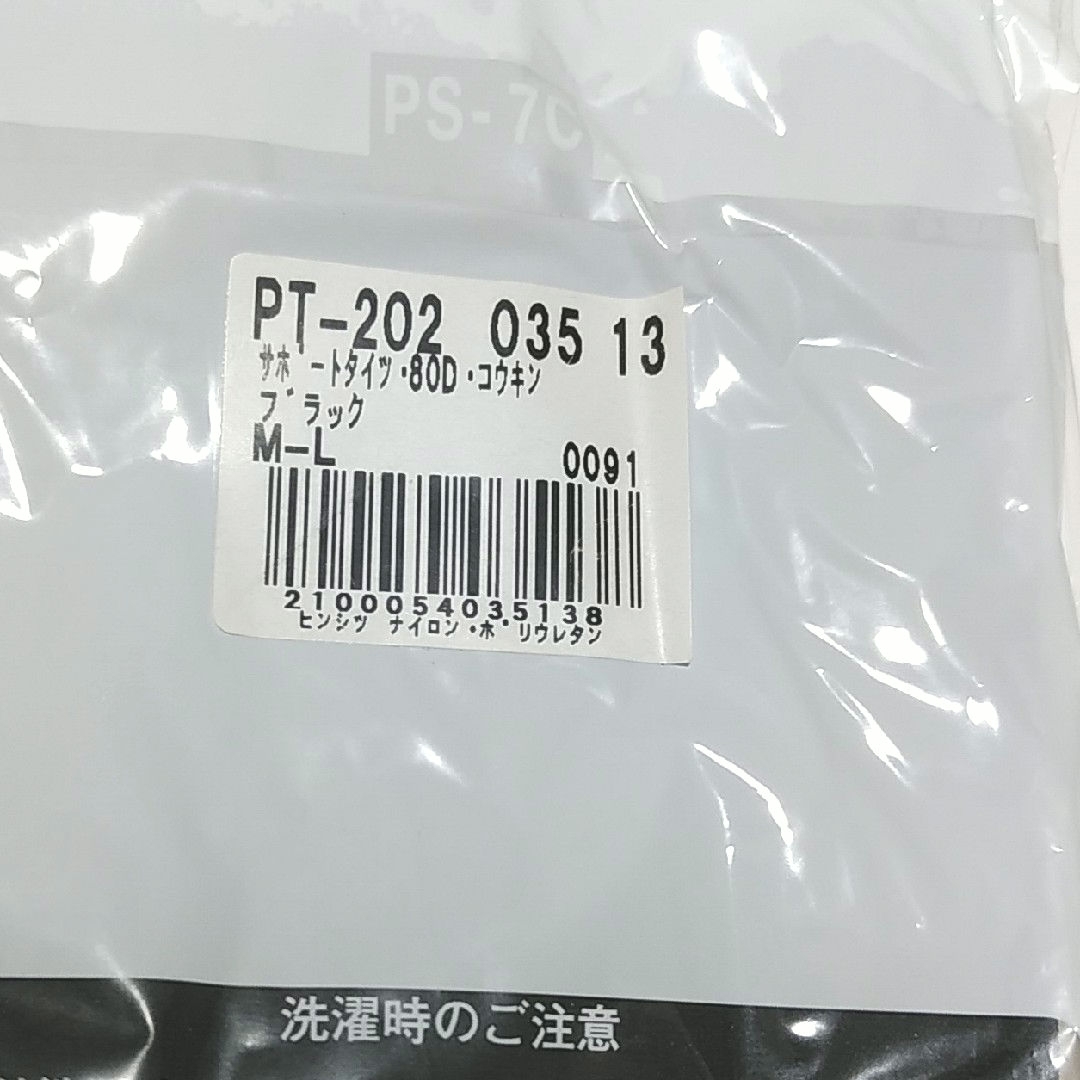 PS-7C
PT-202 035 13
サポートタイツ・80D・コウキン
ブラック
M-L
0091
2100054035138
ヒンシツ ナイロン・ポリウレタン
洗濯時のご注意